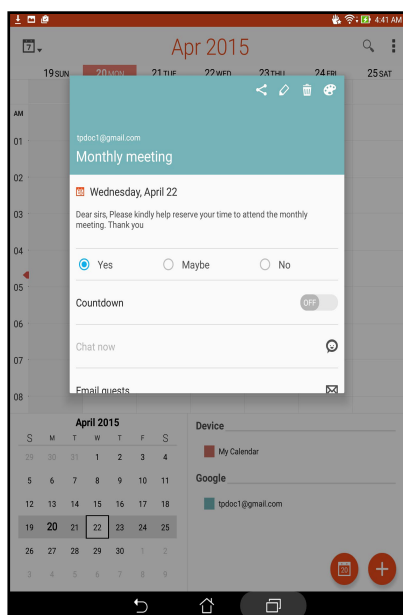 4:41 AM
7
Apr 2015
19 SUN 20 MON 21 TUE 22 WED 23 THU 24 FRI 25 SAT
AM
01
02
03
04
05
06
07
08
tpdoc1@gmail.com
Monthly meeting
Wednesday, April 22
Dear sirs, Please kindly help reserve your time to attend the monthly
meeting. Thank you
Yes Maybe No
Countdown OFF
Chat now
Email guests
April 2015
S M T W T F S
29 30 31 1 2 3 4
5 6 7 8 9 10 11
12 13 14 15 16 17 18
19 20 21 22 23 24 25
26 27 28 29 30 1 2
3 4 5 6 7 8 9
Device
My Calendar
Google
tpdoc1@gmail.com
20